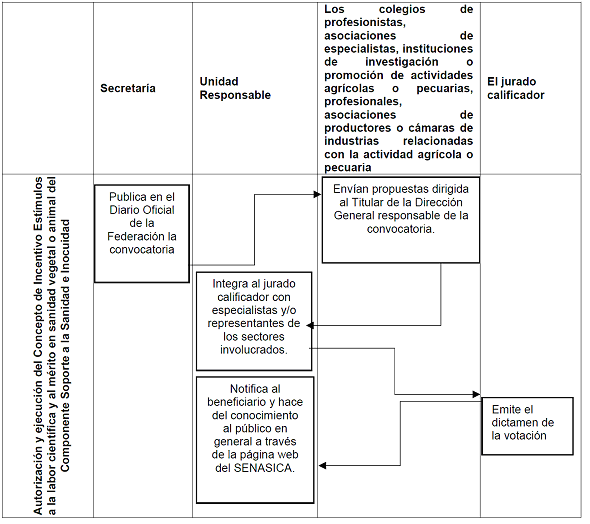 Secretaría
Unidad
Responsable
Los colegios de
profesionistas,
asociaciones de
especialistas, instituciones
de investigación o
promoción de actividades
agrícolas o pecuarias,
profesionales,
asociaciones de
productores o cámaras de
industrias relacionadas
con la actividad agrícola o
pecuaria
El jurado
calificador
Autorización y ejecución del Concepto de Incentivo Estímulos
a la labor científica y al mérito en sanidad vegetal o animal del
Componente Soporte a la Sanidad e Inocuidad
Publica en el
Diario Oficial
de la
Federación la
convocatoria
Envían propuestas dirigida
al Titular de la Dirección
General responsable de la
convocatoria.
Integra al jurado
calificador con
especialistas y/o
representantes de
los sectores
involucrados.
Emite el
dictamen de
la votación
Notifica al
beneficiario y hace
del conocimiento
al público en
general a través
de la página web
del SENASICA.